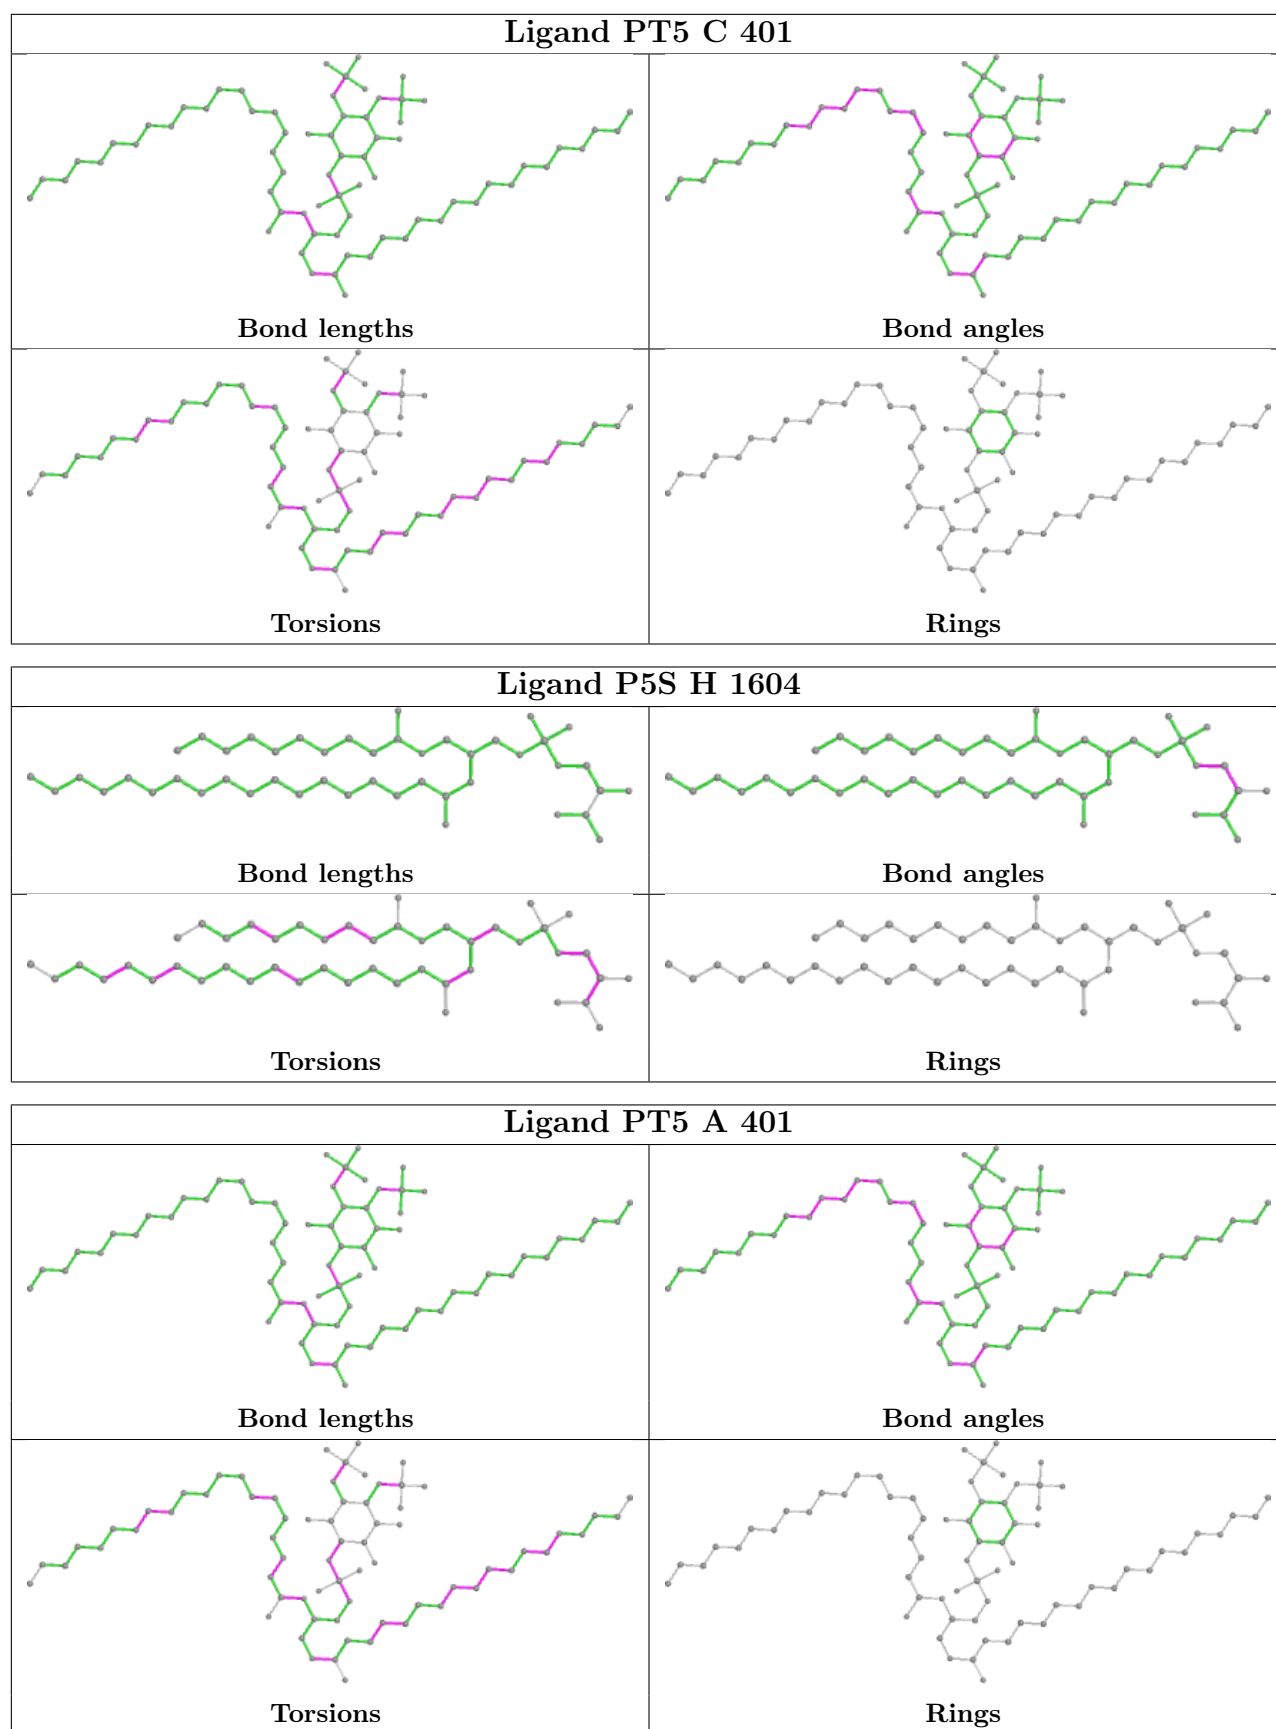 Ligand PT5 C 401
Bond lengths
Bond angles
Torsions
Rings
Ligand P5S H 1604
Bond lengths
Bond angles
Torsions
Rings
Ligand PT5 A 401
Bond lengths
Bond angles
Torsions
Rings